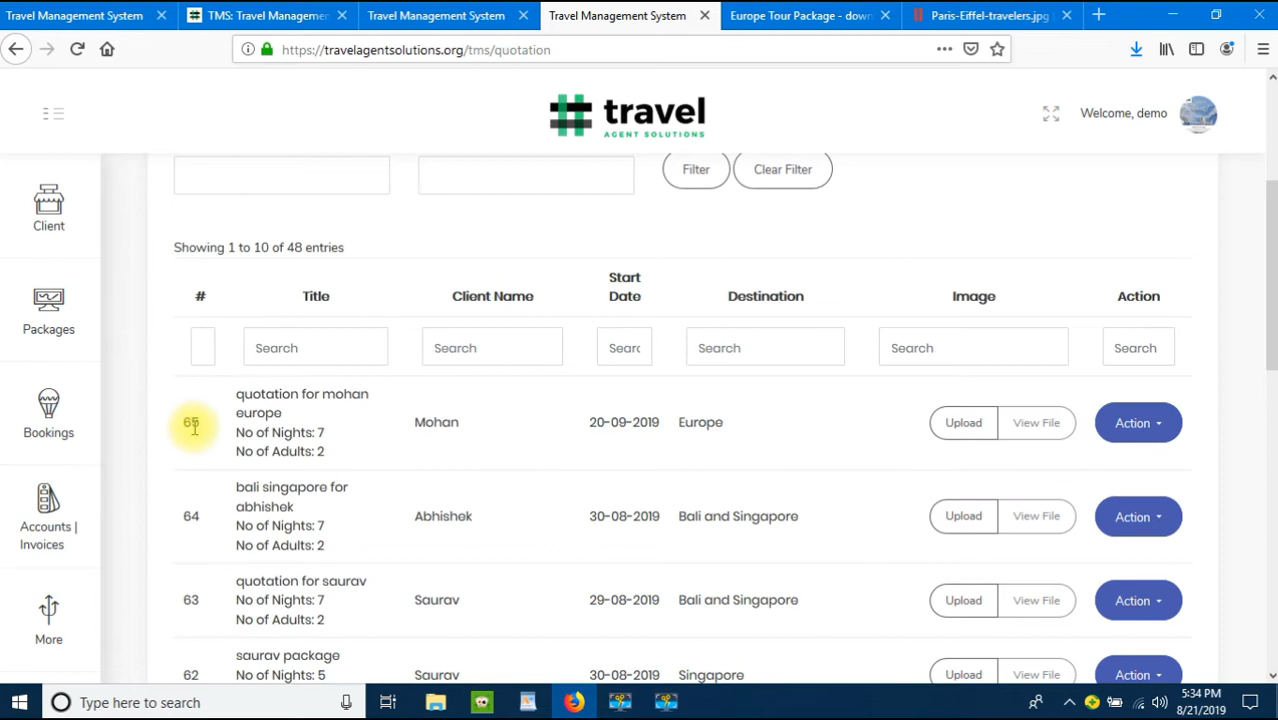 Travel Management System
TMS: Travel Managemen
Travel Management System
Travel Management System
Europe Tour Package - down
Paris-Eiffel-travelers.jpg
https://travelagentsolutions.org/tms/quotation
travel
AGENT SOLUTIONS
Welcome, demo
Client
Packages
Bookings
Accounts |
Invoices
More
Filter
Clear Filter
Showing 1 to 10 of 48 entries
# Title Client Name Start Date Destination Image Action
Search Search Searc Search Search Search
65
quotation for mohan
europe
No of Nights: 7
No of Adults: 2
Mohan
20-09-2019
Europe
Upload View File Action
64
bali singapore for
abhishek
No of Nights: 7
No of Adults: 2
Abhishek
30-08-2019
Bali and Singapore
Upload View File Action
63
quotation for saurav
No of Nights: 7
No of Adults: 2
Saurav
29-08-2019
Bali and Singapore
Upload View File Action
62
saurav package
No of Nights: 5
Saurav
30-08-2019
Singapore
Upload View File Action
Type here to search
5:34 PM
8/21/2019